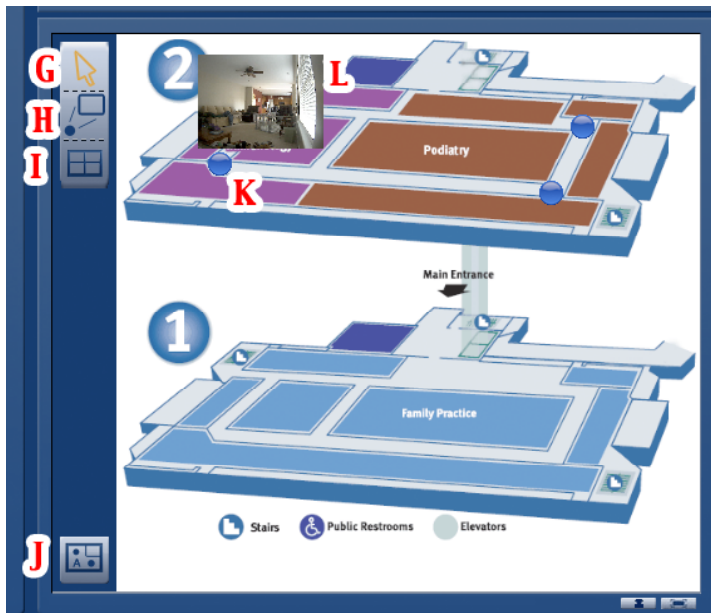 G
2
L
H
I
Podiatry
K
Main Entrance
1
Family Practice
Stairs
Public Restrooms
Elevators
J
A